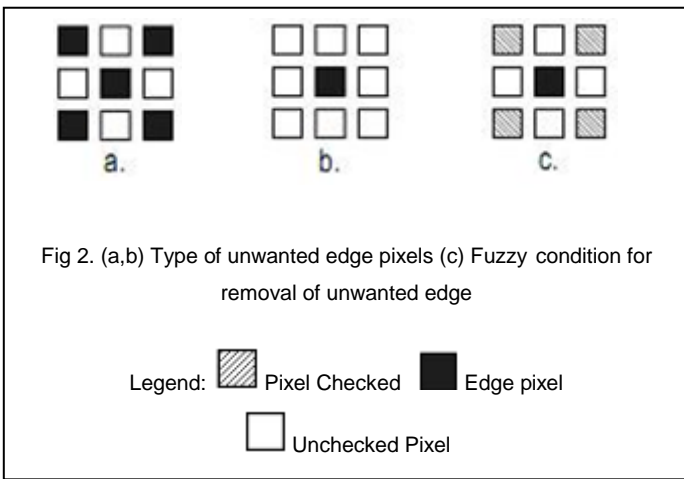 a. b. c.
Fig 2. (a,b) Type of unwanted edge pixels (c) Fuzzy condition for
removal of unwanted edge
Legend: Pixel Checked Edge pixel
Unchecked Pixel